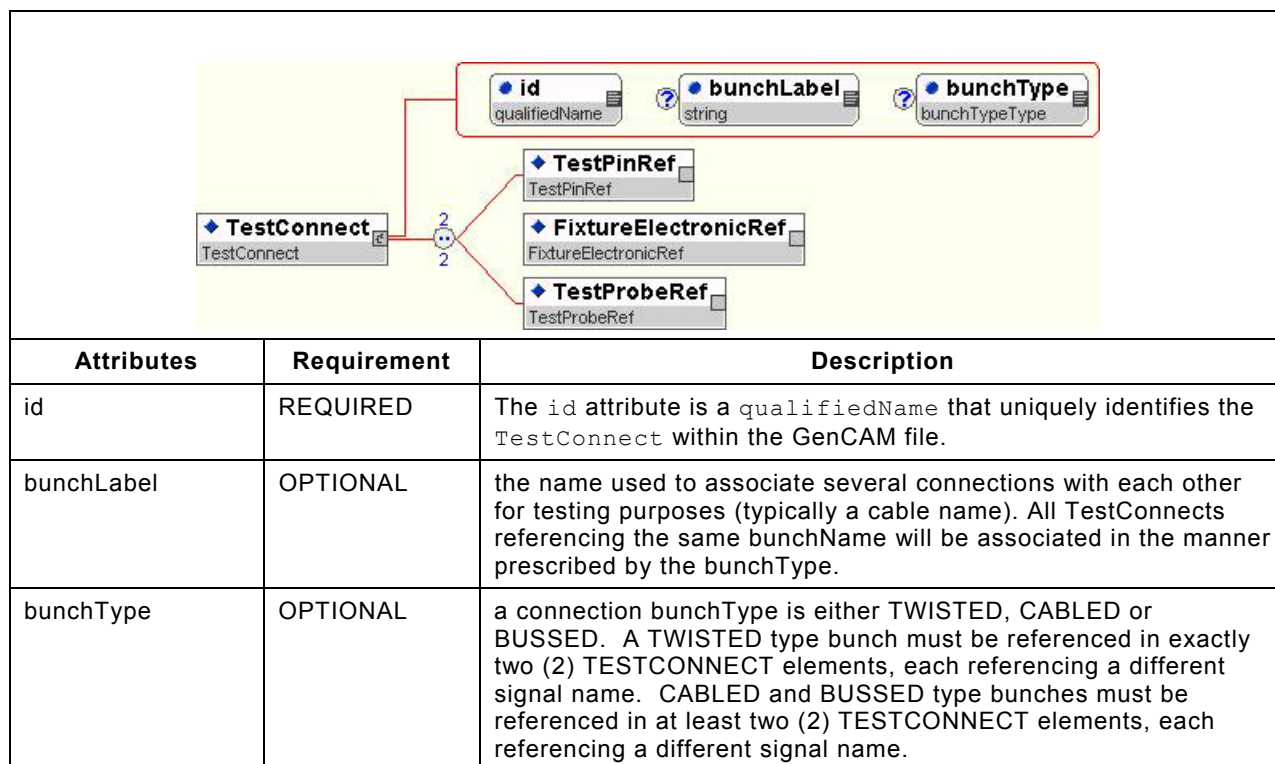 id
qualifiedName
? bunchLabel
string
? bunchType
bunchTypeType
TestPinRef
TestPinRef
TestConnect
TestConnect
2
2
FixtureElectronicRef
FixtureElectronicRef
TestProbeRef
TestProbeRef
Attributes Requirement Description
id REQUIRED The id attribute is a qualifiedName that uniquely identifies the
TestConnect within the GenCAM file.
bunchLabel OPTIONAL the name used to associate several connections with each other
for testing purposes (typically a cable name). All TestConnects
referencing the same bunchName will be associated in the manner
prescribed by the bunchType.
bunchType OPTIONAL a connection bunchType is either TWISTED, CABLED or
BUSSED. A TWISTED type bunch must be referenced in exactly
two (2) TESTCONNECT elements, each referencing a different
signal name. CABLED and BUSSED type bunches must be
referenced in at least two (2) TESTCONNECT elements, each
referencing a different signal name.